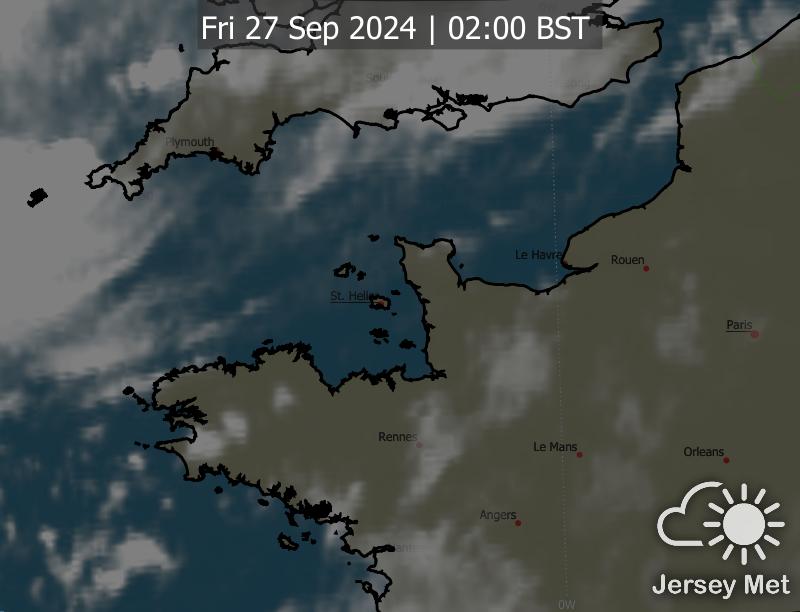 Fri 27 Sep 2024 | 02:00 BST
Plymouth
Le Havre
Rouen
St. Helier
Paris
Rennes
Le Mans
Orleans
Angers
0W
Jersey Met